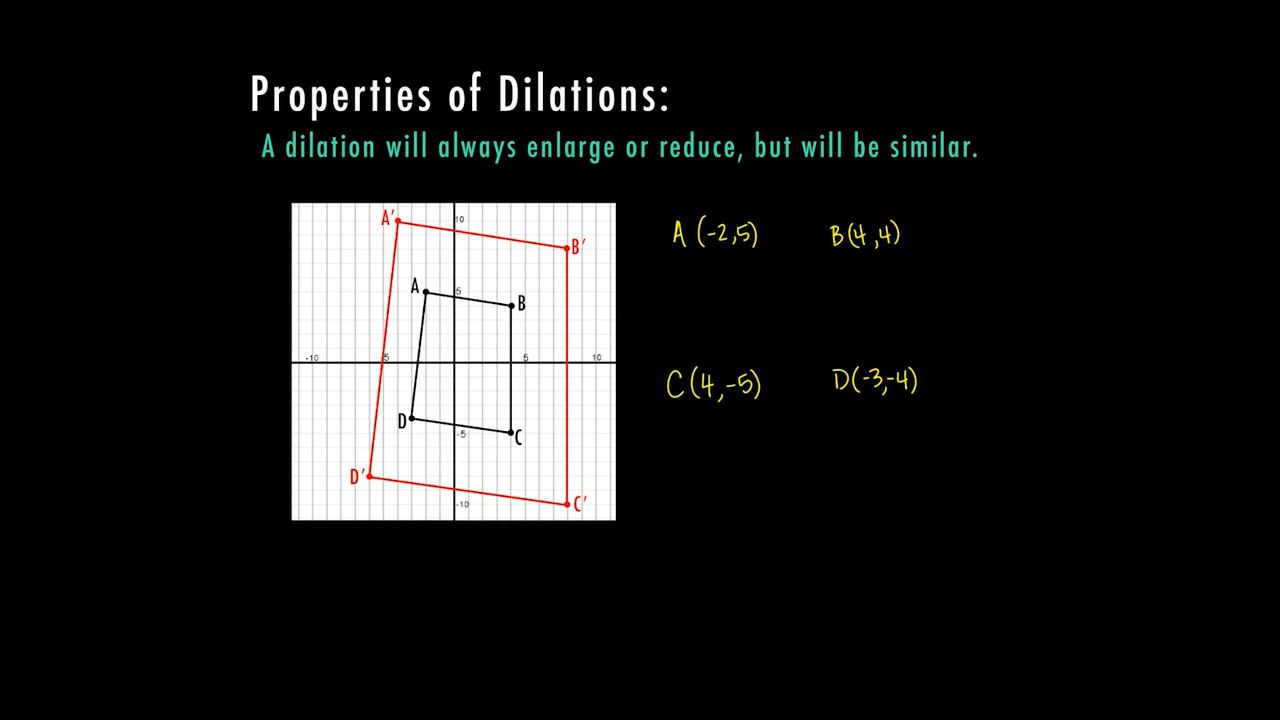 Properties of Dilations:
A dilation will always enlarge or reduce, but will be similar.
A' 10
B'
A 5 B
-10 -5 5 10
D -5 C
D' -10 C'
A (-2,5) B(4,4)
C(4,-5) D(-3,-4)